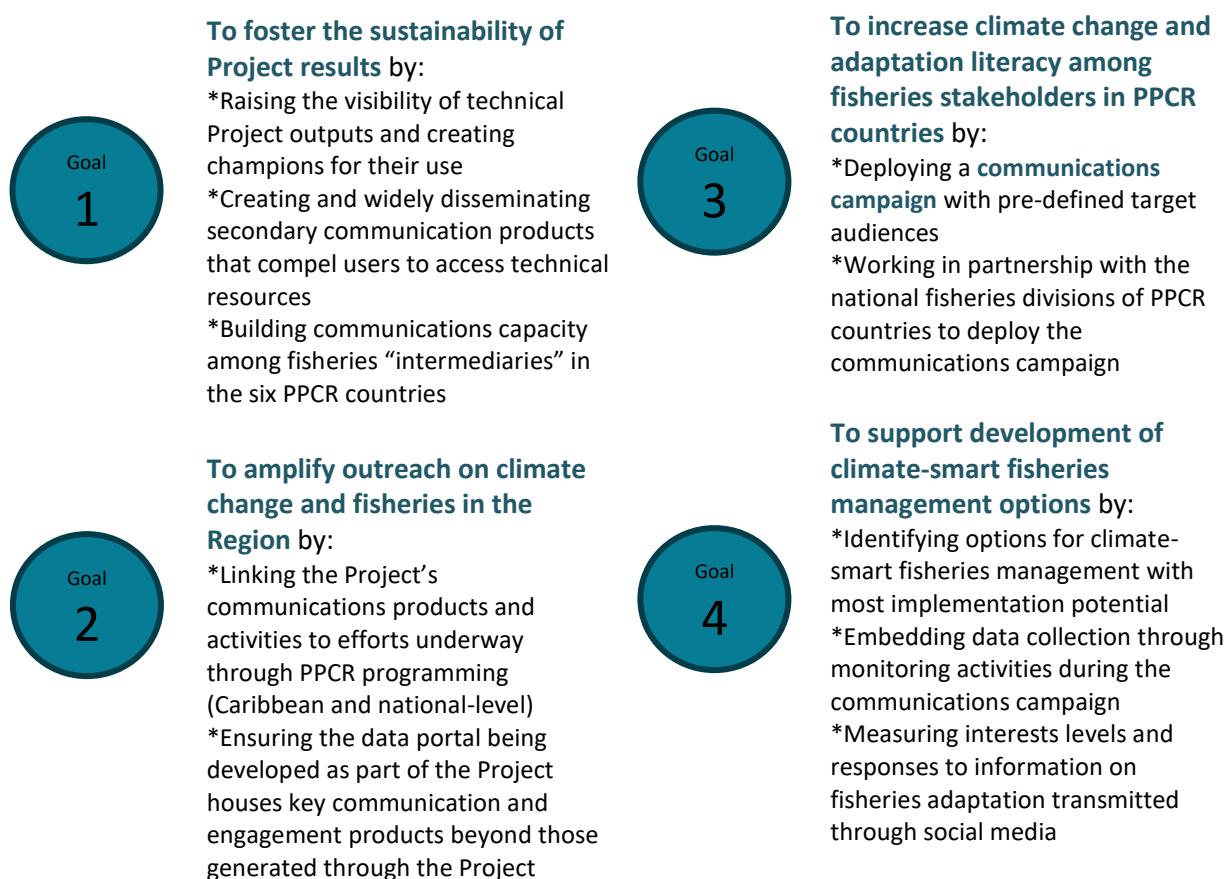 Goal
1
To foster the sustainability of
Project results by:
*Raising the visibility of technical
Project outputs and creating
champions for their use
*Creating and widely disseminating
secondary communication products
that compel users to access technical
resources
*Building communications capacity
among fisheries “intermediaries” in
the six PPCR countries
Goal
2
To amplify outreach on climate
change and fisheries in the
Region by:
*Linking the Project’s
communications products and
activities to efforts underway
through PPCR programming
(Caribbean and national-level)
*Ensuring the data portal being
developed as part of the Project
houses key communication and
engagement products beyond those
generated through the Project
Goal
3
To increase climate change and
adaptation literacy among
fisheries stakeholders in PPCR
countries by:
*Deploying a communications
campaign with pre-defined target
audiences
*Working in partnership with the
national fisheries divisions of PPCR
countries to deploy the
communications campaign
Goal
4
To support development of
climate-smart fisheries
management options by:
*Identifying options for climate-
smart fisheries management with
most implementation potential
*Embedding data collection through
monitoring activities during the
communications campaign
*Measuring interests levels and
responses to information on
fisheries adaptation transmitted
through social media